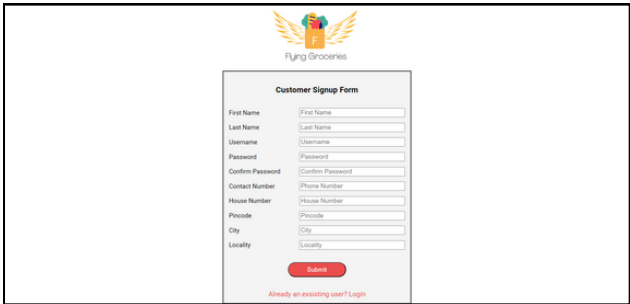 F
Flying Groceries
Customer Signup Form
First Name First Name
Last Name Last Name
Username Username
Password Password
Confirm Password Confirm Password
Contact Number Phone Number
House Number House Number
Pincode Pincode
City City
Locality Locality
Submit
Already an exsisting user? Login